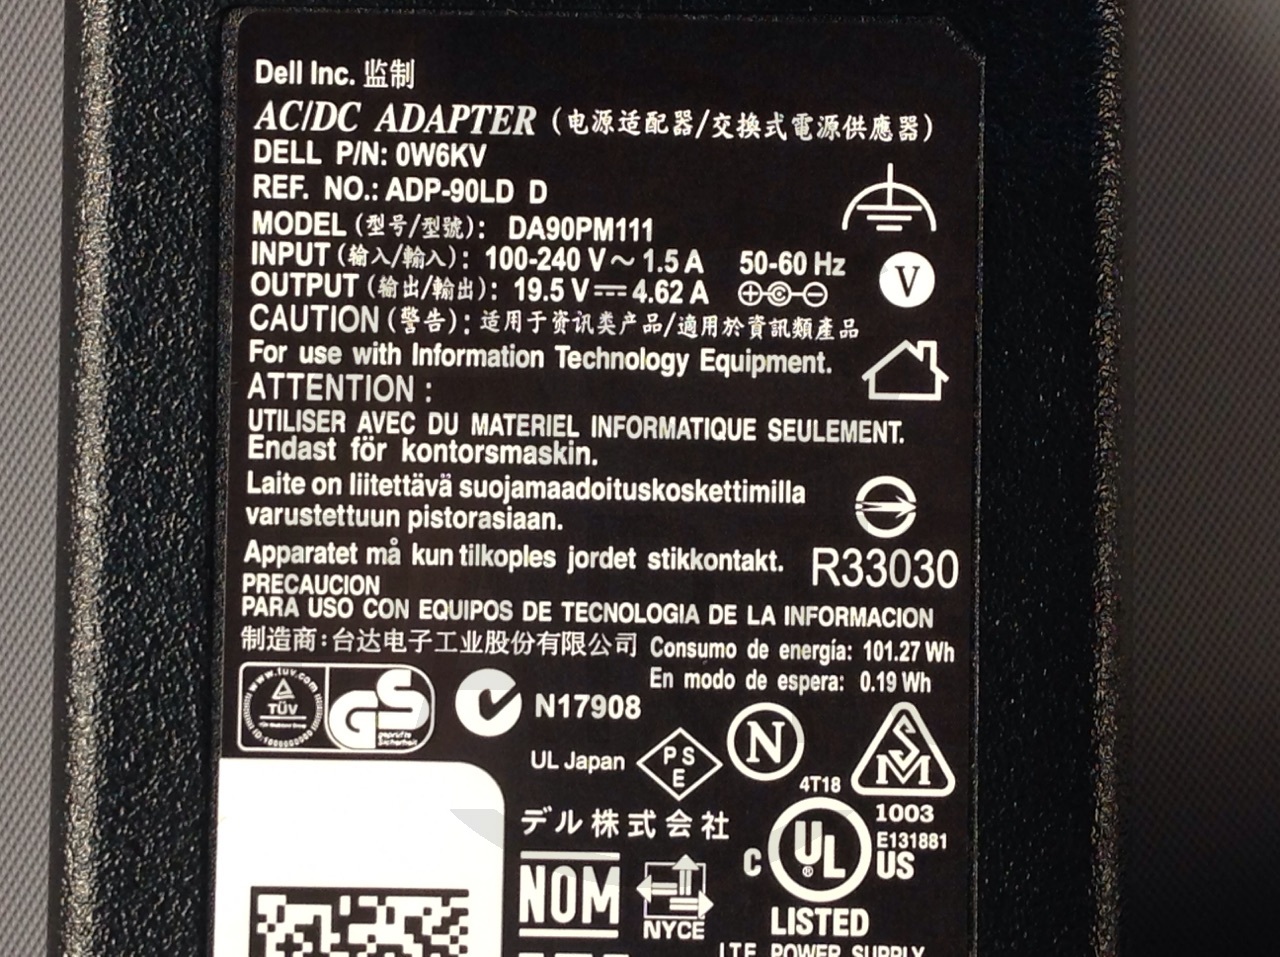 Dell Inc. 监制
AC/DC ADAPTER (电源适配器/交換式電源供應器)
DELL P/N: 0W6KV
REF. NO.: ADP-90LD D
MODEL (型号/型號): DA90PM111
INPUT (输入/輸入): 100-240 V~1.5 A 50-60 Hz
OUTPUT (输出/輸出): 19.5 V⎓4.62 A
V
CAUTION (警告): 适用于资讯类产品/適用於資訊類產品
For use with Information Technology Equipment.
ATTENTION :
UTILISER AVEC DU MATERIEL INFORMATIQUE SEULEMENT.
Endast för kontorsmaskin.
Laite on liitettävä suojamaadoituskoskettimilla
varustettuun pistorasiaan.
Apparatet må kun tilkoples jordet stikkontakt.
R33030
PRECAUCION
PARA USO CON EQUIPOS DE TECNOLOGIA DE LA INFORMACION
制造商:台达电子工业股份有限公司
Consumo de energía: 101.27 Wh
En modo de espera: 0.19 Wh
www.tuv.com
TÜV
GS
geprüfte
Sicherheit
N17908
UL Japan
PS
E
N
4T18
S
M
1003
デル株式会社
C UL US
®
E131881
LISTED
NOM
NYCE
I.T.E. POWER SUPPLY